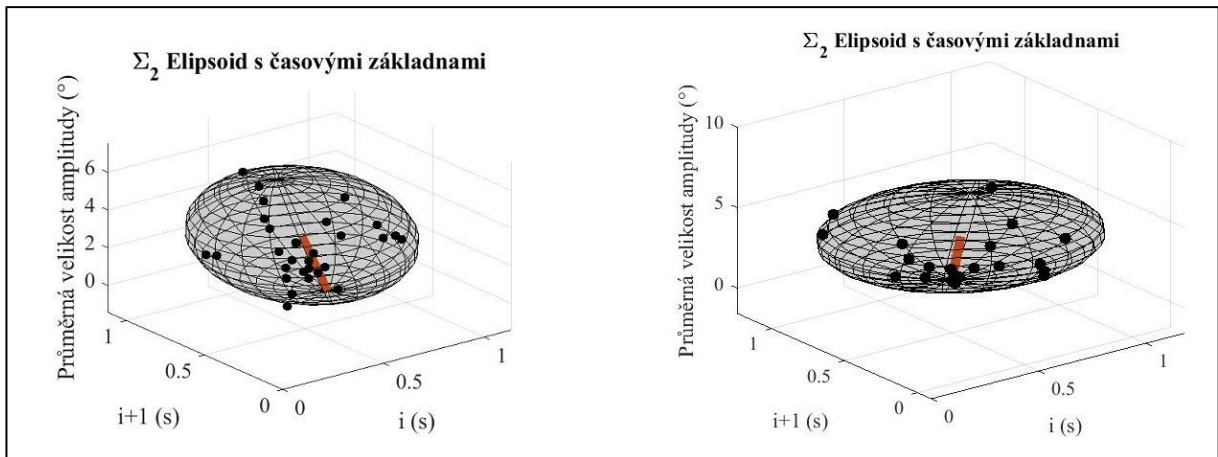 Σ₂ Elipsoid s časovými základnami
Průměrná velikost amplitudy (°)
6
4
2
0
1
0.5
0
i+1 (s)
0
0.5
1
i (s)
Σ₂ Elipsoid s časovými základnami
Průměrná velikost amplitudy (°)
10
5
0
1
0.5
0
i+1 (s)
0
0.5
1
i (s)